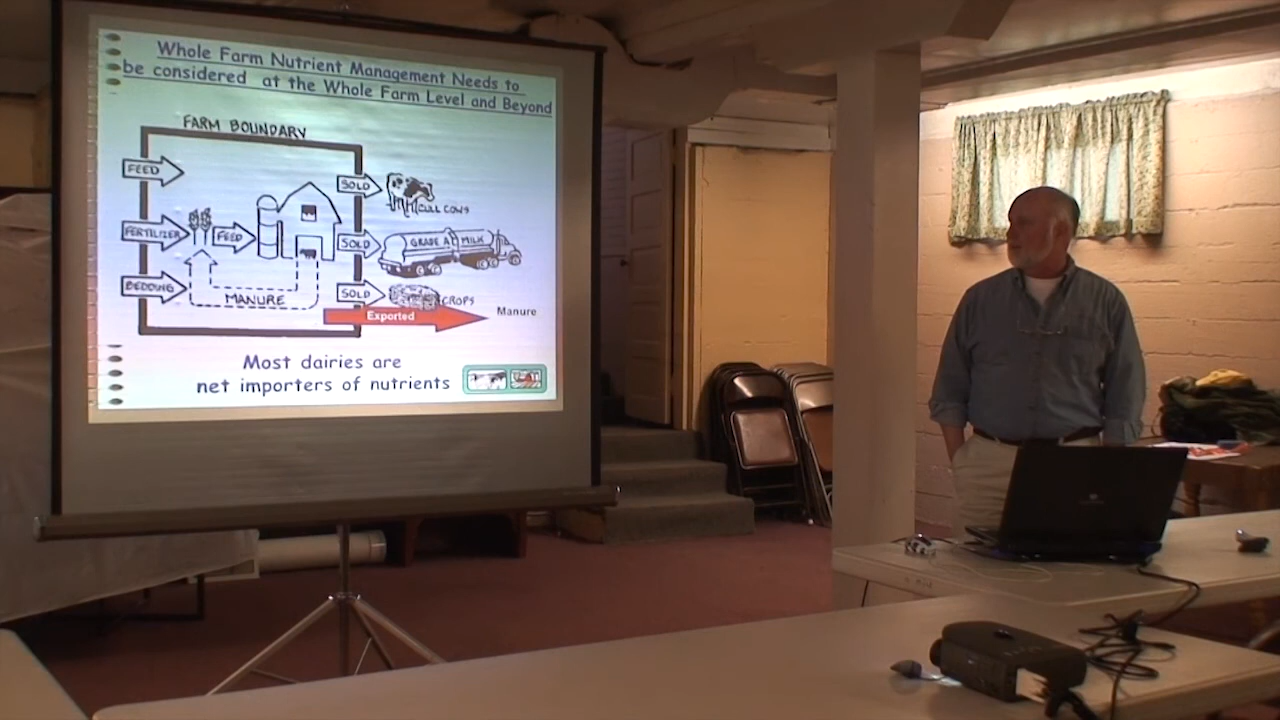 Whole Farm Nutrient Management Needs to
be considered at the Whole Farm Level and Beyond
FARM BOUNDARY
FEED
SOLD
CULL COWS
FERTILIZER
FEED
SOLD
GRADE A MILK
BEDDING
MANURE
SOLD
CROPS
Exported
Manure
Most dairies are
net importers of nutrients